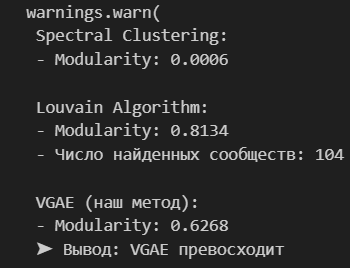 warnings.warn(
Spectral Clustering:
- Modularity: 0.0006
Louvain Algorithm:
- Modularity: 0.8134
- Число найденных сообществ: 104
VGAE (наш метод):
- Modularity: 0.6268
➤ Вывод: VGAE превосходит